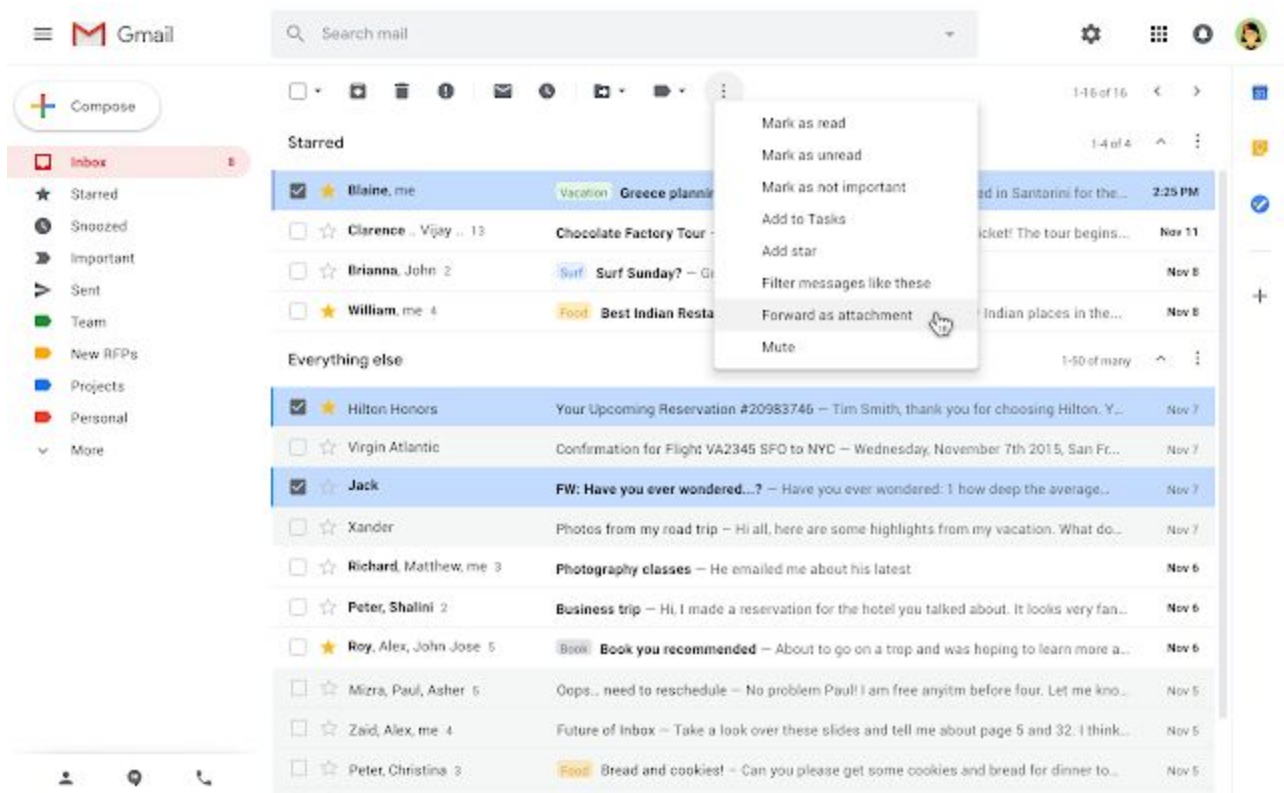 Gmail
Search mail
Compose
1-16 of 16
31
Inbox 8
Starred
Snoozed
Important
Sent
Team
New RFPs
Projects
Personal
More
Mark as read
Mark as unread
Mark as not important
Add to Tasks
Add star
Filter messages like these
Forward as attachment
Mute
Starred 1-4 of 4
Blaine, me Vacation Greece plannin ed in Santorini for the... 2:25 PM
Clarence .. Vijay .. 13 Chocolate Factory Tour - icket! The tour begins... Nov 11
Brianna, John 2 Surf Surf Sunday? — Gr Nov 8
William, me 4 Food Best Indian Resta Indian places in the... Nov 8
Everything else 1-50 of many
Hilton Honors Your Upcoming Reservation #20983746 — Tim Smith, thank you for choosing Hilton. Y... Nov 7
Virgin Atlantic Confirmation for Flight VA2345 SFO to NYC — Wednesday, November 7th 2015, San Fr... Nov 7
Jack FW: Have you ever wondered...? — Have you ever wondered: 1 how deep the average... Nov 7
Xander Photos from my road trip — Hi all, here are some highlights from my vacation. What do... Nov 7
Richard, Matthew, me 3 Photography classes — He emailed me about his latest Nov 6
Peter, Shalini 2 Business trip — Hi, I made a reservation for the hotel you talked about. It looks very fan... Nov 6
Roy, Alex, John Jose 5 Book Book you recommended — About to go on a trop and was hoping to learn more a... Nov 6
Mizra, Paul, Asher 5 Oops... need to reschedule — No problem Paul! I am free anyitm before four. Let me kno... Nov 5
Zaid, Alex, me 4 Future of Inbox — Take a look over these slides and tell me about page 5 and 32. I think... Nov 5
Peter, Christina 3 Food Bread and cookies! — Can you please get some cookies and bread for dinner to... Nov 5